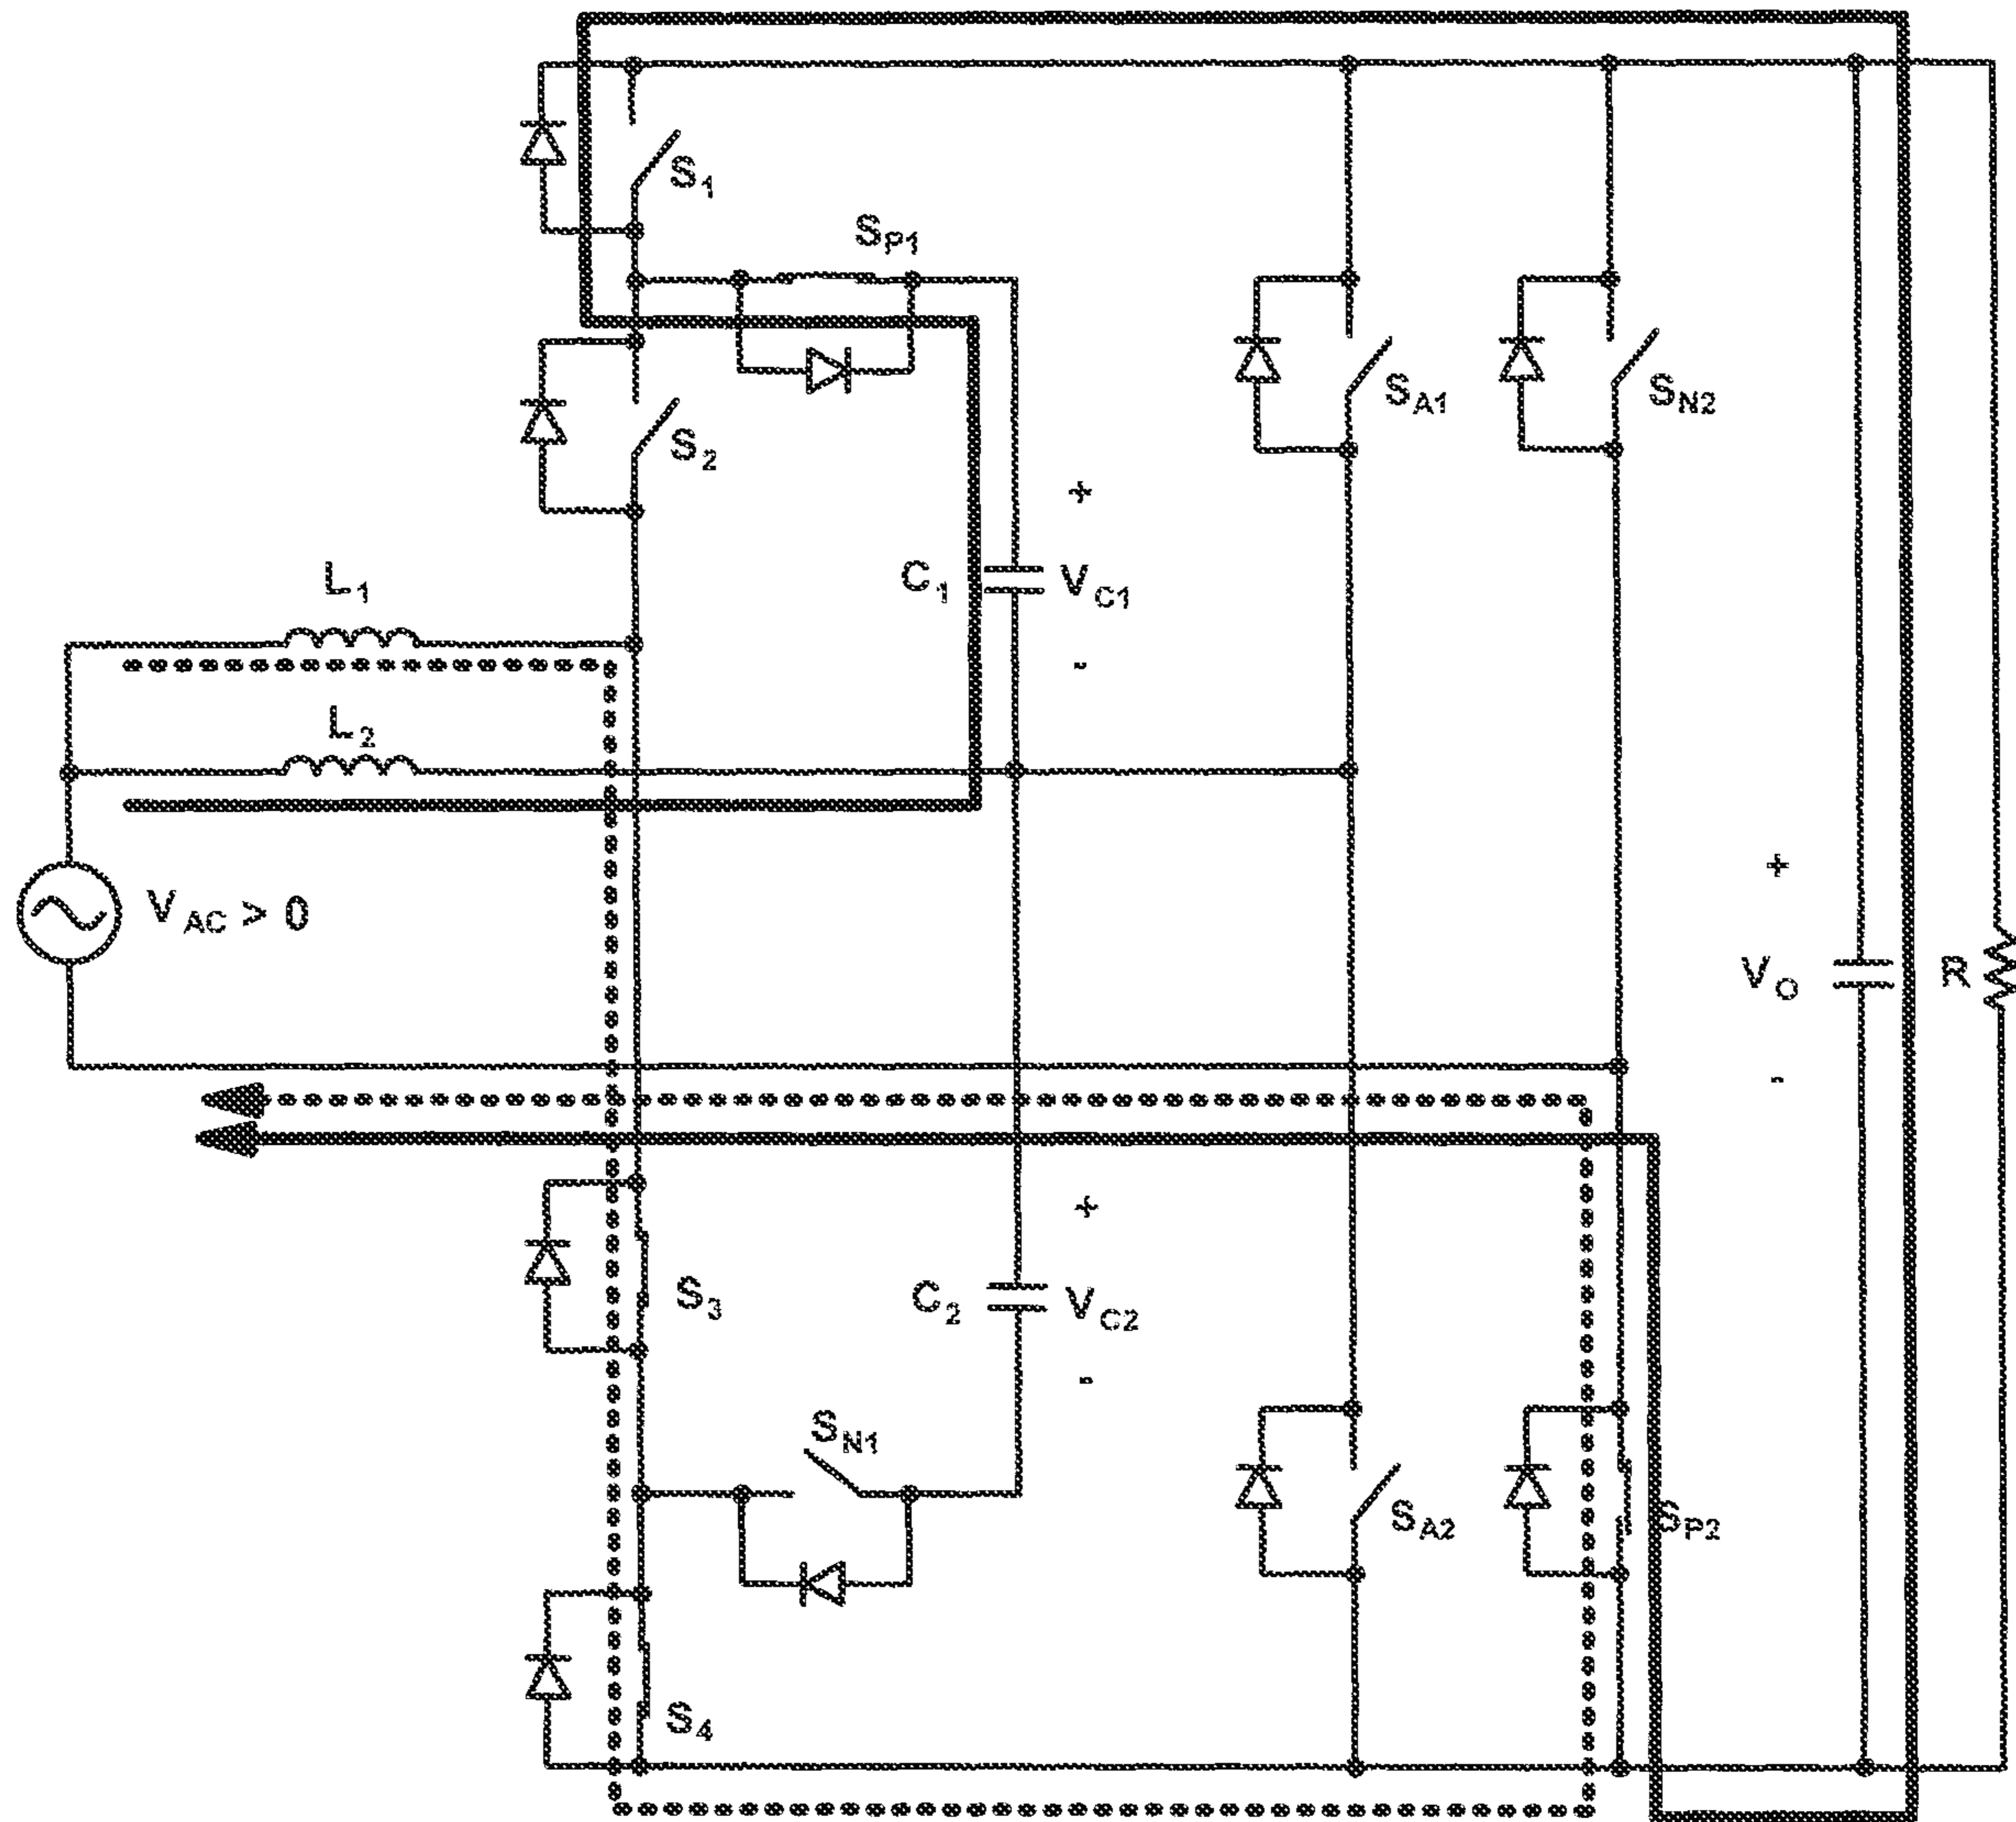 S1
SP1
S2
SA1
SN2
+
C1 VC1
-
L1
L2
VAC > 0
+
VO
R
-
+
S3
C2 VC2
-
SN1
SA2
SP2
S4